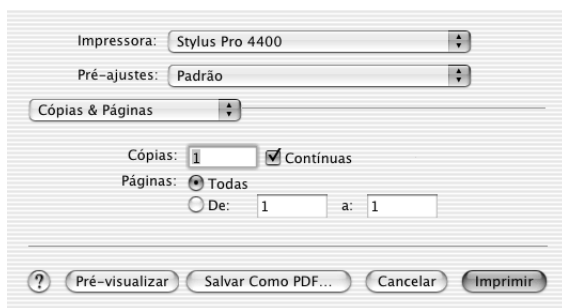 Impressora: Stylus Pro 4400
Pré-ajustes: Padrão
Cópias & Páginas
Cópias: 1 Contínuas
Páginas: Todas
De: 1 a: 1
? Pré-visualizar Salvar Como PDF... Cancelar Imprimir